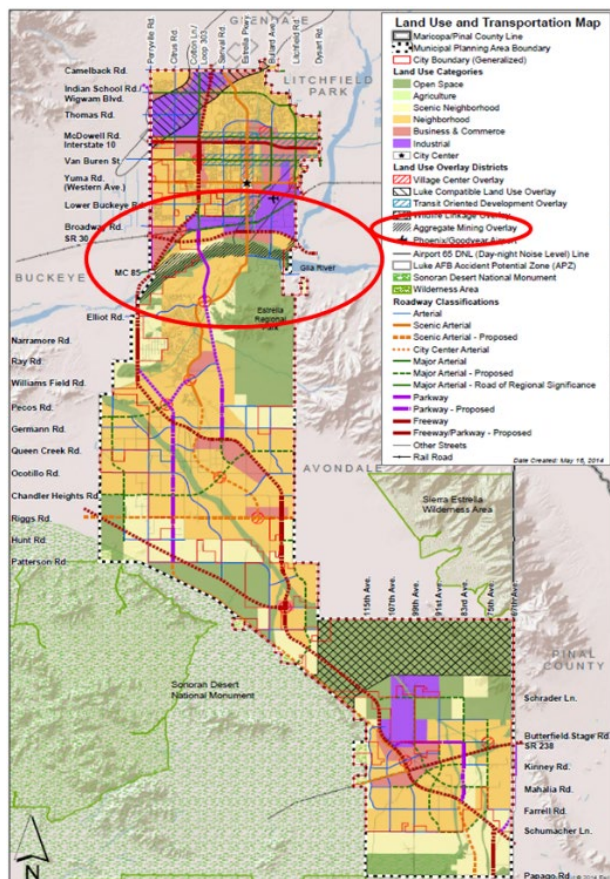 GLENDALE
Perryville Rd.
Citrus Rd.
Cotton Ln./
Loop 303
Sarival Rd.
Estrella Pkwy.
Bullard Ave.
Litchfield Rd.
Dysart Rd.
Camelback Rd.
Indian School Rd.
Wigwam Blvd.
Thomas Rd.
McDowell Rd.
Interstate 10
Van Buren St.
Yuma Rd.
(Western Ave.)
Lower Buckeye Rd.
Broadway Rd.
SR 30
LITCHFIELD
PARK
BUCKEYE
MC 85
Gila River
Estrella
Regional
Park
Elliot Rd.
Narramore Rd.
Ray Rd.
Williams Field Rd.
Pecos Rd.
Germann Rd.
Queen Creek Rd.
Ocotillo Rd.
Chandler Heights Rd.
Riggs Rd.
Hunt Rd.
Patterson Rd.
AVONDALE
Sierra Estrella
Wilderness Area
Sonoran Desert
National Monument
115th Ave.
107th Ave.
99th Ave.
91st Ave.
83rd Ave.
75th Ave.
67th Ave.
PINAL
COUNTY
Schrader Ln.
Butterfield Stage Rd.
SR 238
Kinney Rd.
Mahalia Rd.
Farrell Rd.
Schumacher Ln.
Papago Rd.
N
Land Use and Transportation Map
Maricopa/Pinal County Line
Municipal Planning Area Boundary
City Boundary (Generalized)
Land Use Categories
Open Space
Agriculture
Scenic Neighborhood
Neighborhood
Business & Commerce
Industrial
City Center
Land Use Overlay Districts
Village Center Overlay
Luke Compatible Land Use Overlay
Transit Oriented Development Overlay
Wildlife Linkage Overlay
Aggregate Mining Overlay
Phoenix/Goodyear Airport
Airport 65 DNL (Day-night Noise Level) Line
Luke AFB Accident Potential Zone (APZ)
Sonoran Desert National Monument
Wilderness Area
Roadway Classifications
Arterial
Scenic Arterial
Scenic Arterial - Proposed
City Center Arterial
Major Arterial
Major Arterial - Proposed
Major Arterial - Road of Regional Significance
Parkway
Parkway - Proposed
Freeway
Freeway/Parkway - Proposed
Other Streets
Rail Road
Date Created: May 16, 2014